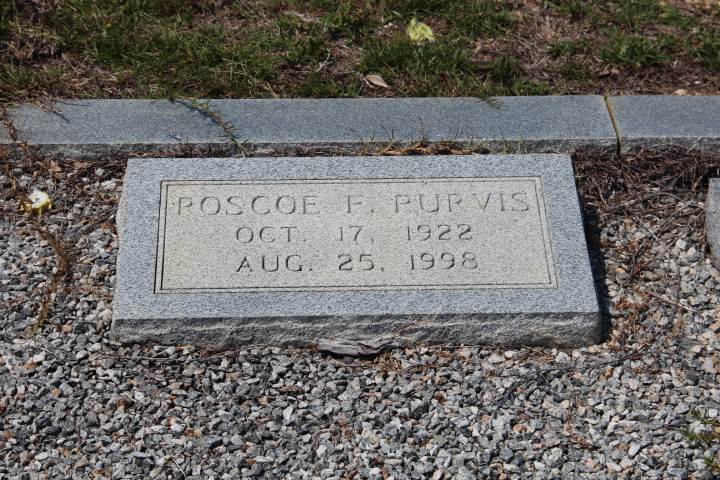 ROSCOE F. PURVIS
OCT. 17, 1922
AUG. 25, 1998